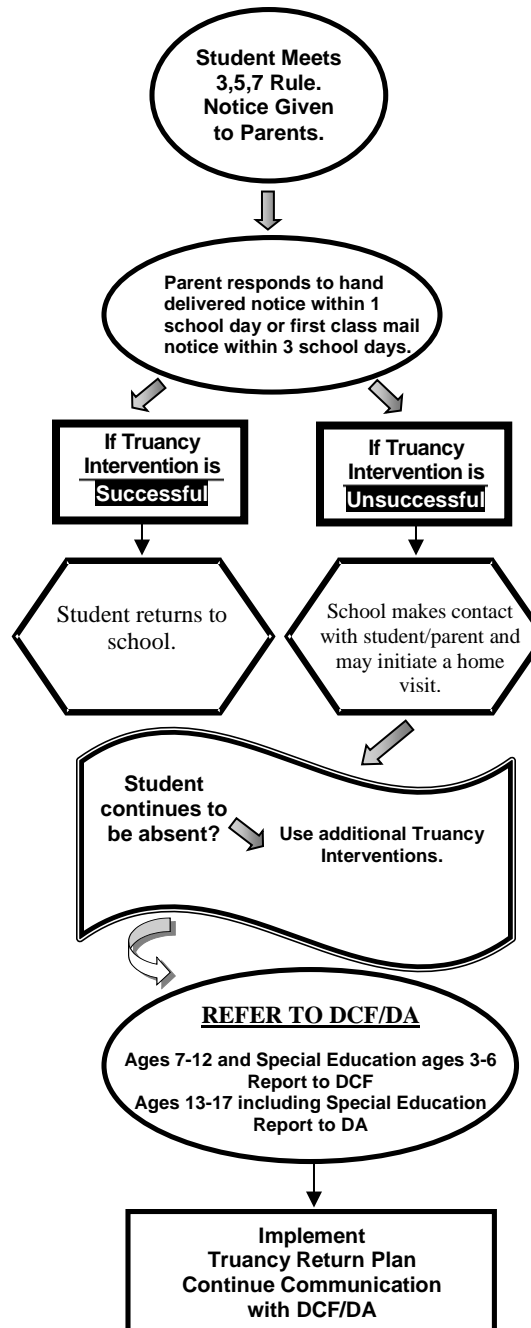 Student Meets
3,5,7 Rule.
Notice Given
to Parents.
Parent responds to hand
delivered notice within 1
school day or first class mail
notice within 3 school days.
If Truancy
Intervention is
Successful
If Truancy
Intervention is
Unsuccessful
Student returns to
school.
School makes contact
with student/parent and
may initiate a home
visit.
Student
continues to
be absent?
Use additional Truancy
Interventions.
REFER TO DCF/DA
Ages 7-12 and Special Education ages 3-6
Report to DCF
Ages 13-17 including Special Education
Report to DA
Implement
Truancy Return Plan
Continue Communication
with DCF/DA